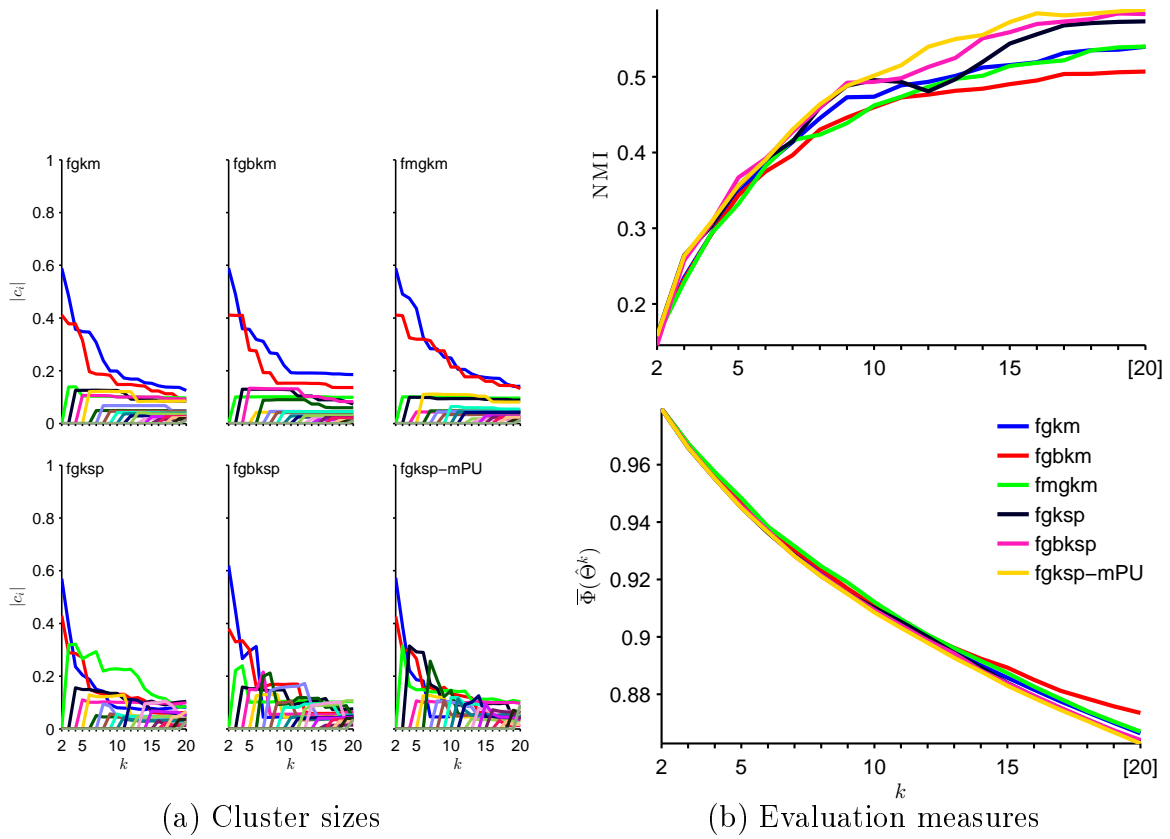 1
0.8
0.6
0.4
0.2
0
|c_i|
fgkm
fgbkm
fmgkm
1
0.8
0.6
0.4
0.2
0
|c_i|
fgksp
fgbksp
fgksp−mPU
2 5 10 15 20
k
2 5 10 15 20
k
2 5 10 15 20
k
(a) Cluster sizes
0.5
0.4
0.3
0.2
NMI
2 5 10 15 [20]
0.96
0.94
0.92
0.9
0.88
Φ̅(Θ̂^k)
fgkm
fgbkm
fmgkm
fgksp
fgbksp
fgksp−mPU
2 5 10 15 [20]
k
(b) Evaluation measures